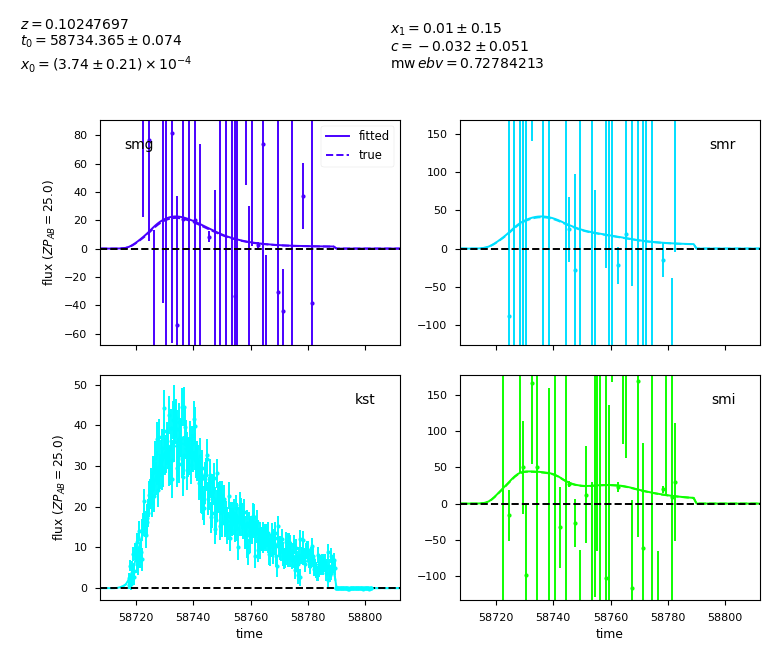 z = 0.10247697
t₀ = 58734.365 ± 0.074
x₀ = (3.74 ± 0.21) × 10⁻⁴
x₁ = 0.01 ± 0.15
c = −0.032 ± 0.051
mw ebv = 0.72784213
smg
fitted
true
80
60
40
20
0
−20
−40
−60
flux (ZP_AB = 25.0)
smr
150
100
50
0
−50
−100
kst
50
40
30
20
10
0
flux (ZP_AB = 25.0)
58720 58740 58760 58780 58800
time
smi
150
100
50
0
−50
−100
58720 58740 58760 58780 58800
time